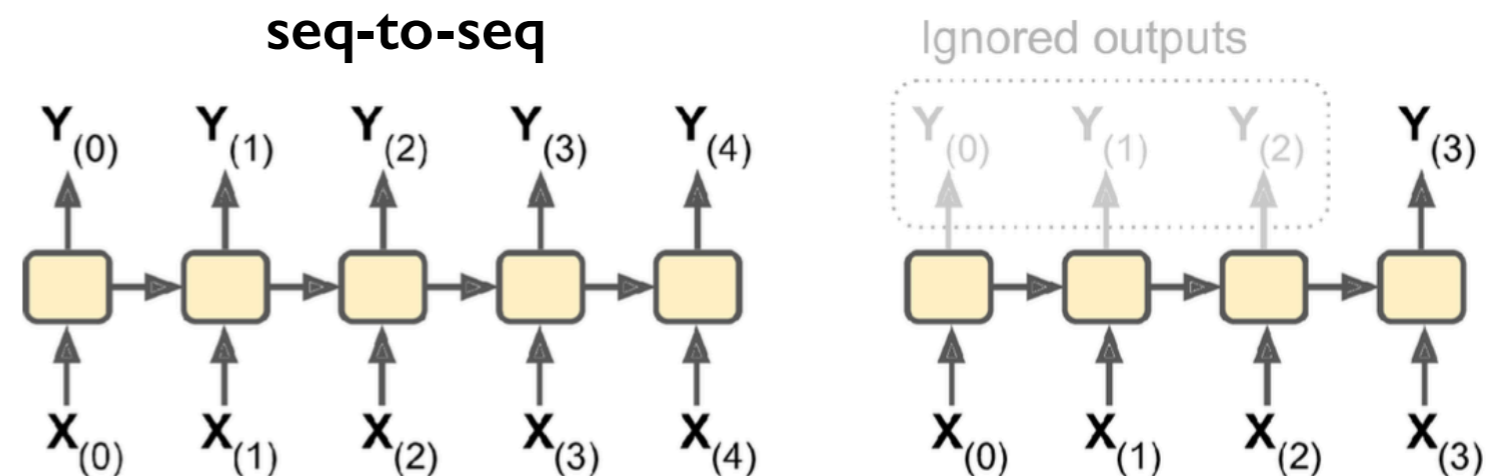 seq-to-seq
Ignored outputs
Y(0) Y(1) Y(2) Y(3) Y(4)
Y(0) Y(1) Y(2) Y(3)
X(0) X(1) X(2) X(3) X(4)
X(0) X(1) X(2) X(3)